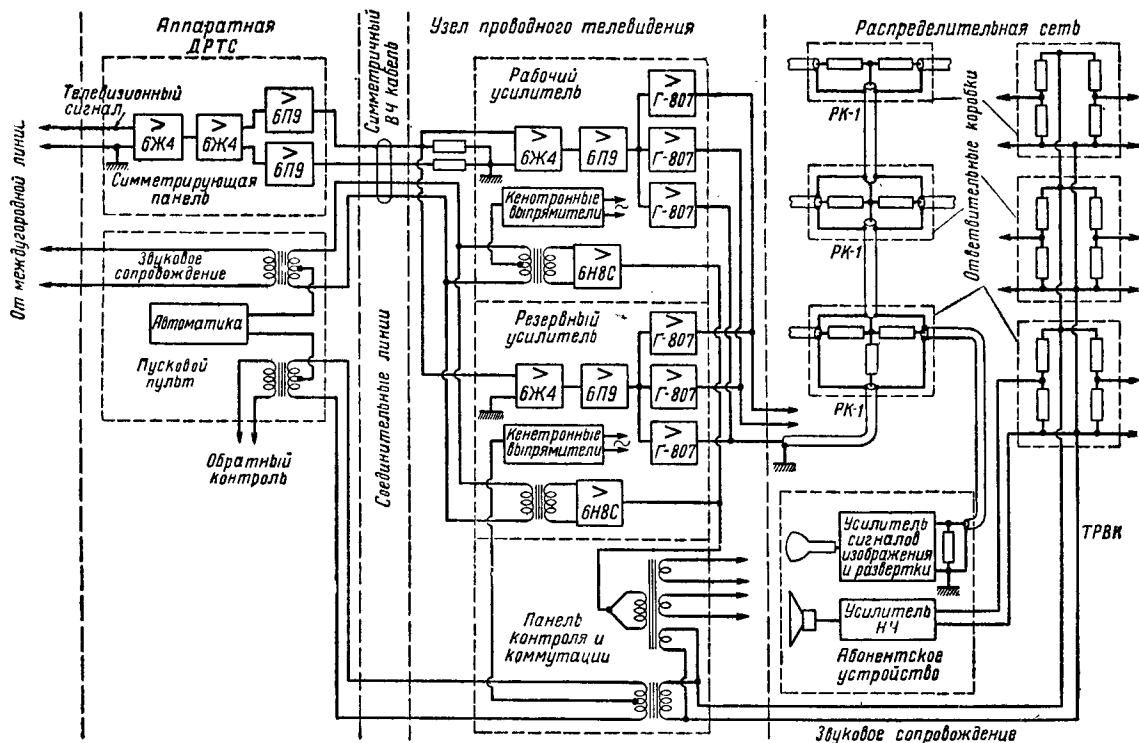 Аппаратная
ДРТС
Телевизионный
сигнал
6Ж4
6Ж4
6П9
6П9
Симметрирующая
панель
От междугородной линии.
Звуковое
сопровождение
Автоматика
Пусковой
пульт
Обратный
контроль
Симметричный
ВЧ кабель
Соединительные линии
Узел проводного телевидения
Рабочий
усилитель
6Ж4
6П9
Г-807
Г-807
Г-807
Кенотронные
выпрямители
6Н8С
Резервный
усилитель
6Ж4
6П9
Г-807
Г-807
Г-807
Кенетронные
выпрямители
6Н8С
Панель
контроля и
коммутации
Распределительная сеть
РК-1
РК-1
РК-1
Ответвительные коробки
Усилитель
сигналов
изображения
и развертки
Усилитель
НЧ
Абонентское
устройство
ТРВК
Звуковое сопровождения